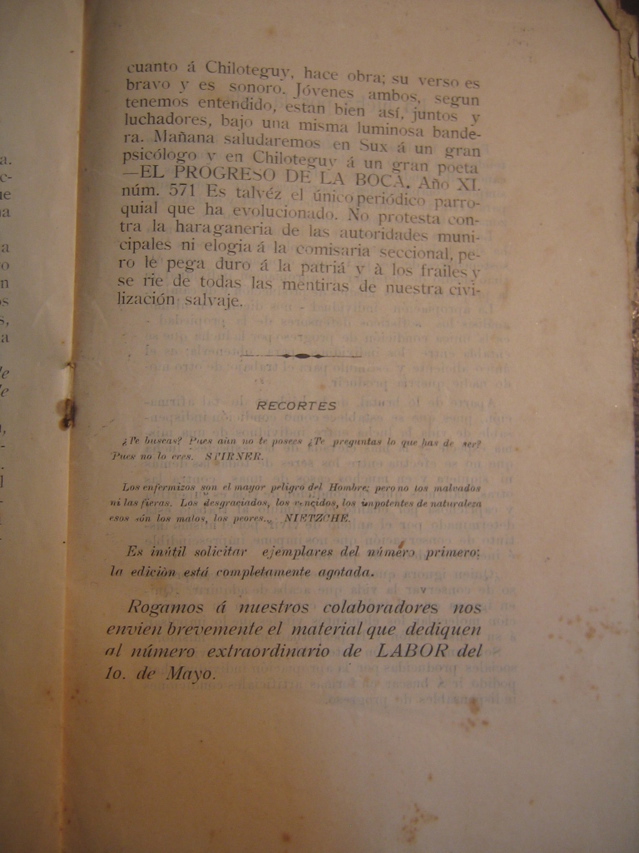 cuanto á Chiloteguy, hace obra; su verso es
bravo y es sonoro. Jóvenes ambos, segun
tenemos entendido, estan bien así, juntos y
luchadores, bajo una misma luminosa bande-
ra. Mañana saludaremos en Sux á un gran
psicólogo y en Chiloteguy á un gran poeta
—EL PROGRESO DE LA BOCA, Año XI.
núm. 571 Es talvéz el único periódico parro-
quial que ha evolucionado. No protesta con-
tra la haraganeria de las autoridades muni-
cipales ni elogia á la comisaria seccional, pe-
ro le pega duro á la patriá y à los frailes y
se rie de todas las mentiras de nuestra civi-
lización salvaje.
RECORTES
¿Te buscas? Pues aún no te posees ¿Te preguntas lo que has de ser?
Pues no lo eres. STIRNER.
Los enfermizos son el mayor peligro del Hombre; pero no los malvados
ni las fieras. Los desgraciados, los vencidos, los impotentes de naturaleza
esos són los malos, los peores... NIETZCHE.
Es inútil solicitar ejemplares del número primero;
la edición está completamente agotada.
Rogamos á nuestros colaboradores nos
envien brevemente el material que dediquen
al número extraordinario de LABOR del
1o. de Mayo.